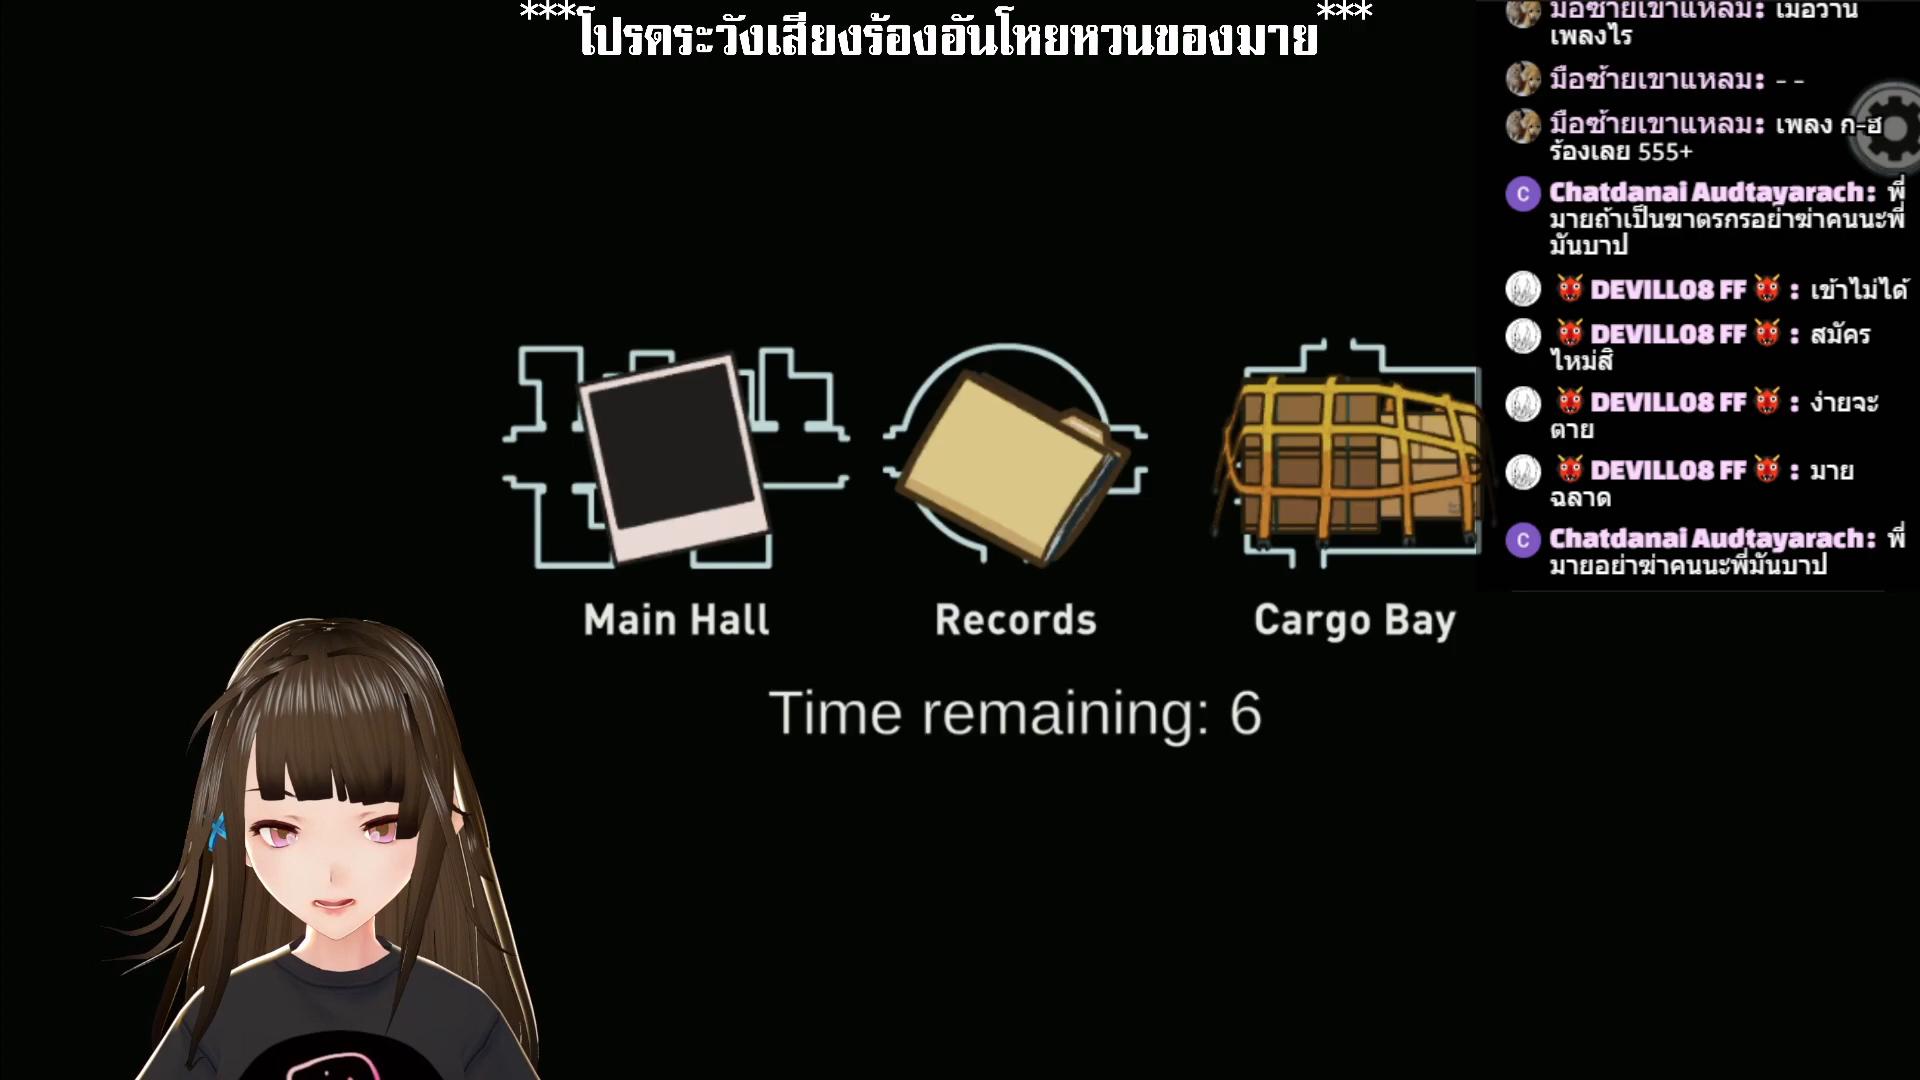 ***โปรดระวังเสียงร้องอันโหยหวนของมาย***
มือซ้ายเขาแหลม: เมื่อวาน
เพลงไร
มือซ้ายเขาแหลม: - -
มือซ้ายเขาแหลม: เพลง ก-ฮ
ร้องเลย 555+
C Chatdanai Audtayarach: พี่
มายถ้าเป็นฆาตรกรอย่าฆ่าคนนะพี่
มันบาป
👹 DEVILL08 FF 👹 : เข้าไม่ได้
👹 DEVILL08 FF 👹 : สมัคร
ไหม่สิ
👹 DEVILL08 FF 👹 : ง่ายจะ
ตาย
👹 DEVILL08 FF 👹 : มาย
ฉลาด
C Chatdanai Audtayarach: พี่
มายอย่าฆ่าคนนะพี่มันบาป
Main Hall
Records
Cargo Bay
Time remaining: 6